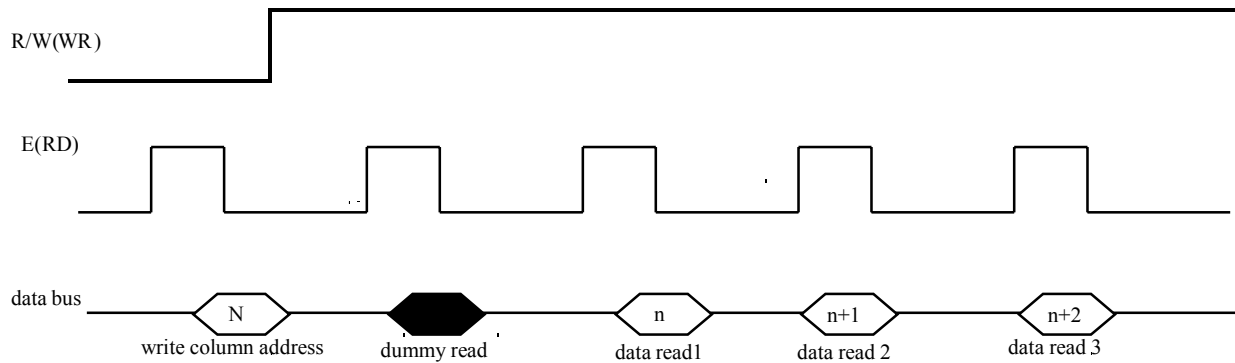 R/W(WR)
E(RD)
data bus
N
n
n+1
n+2
write column address
dummy read
data read1
data read 2
data read 3